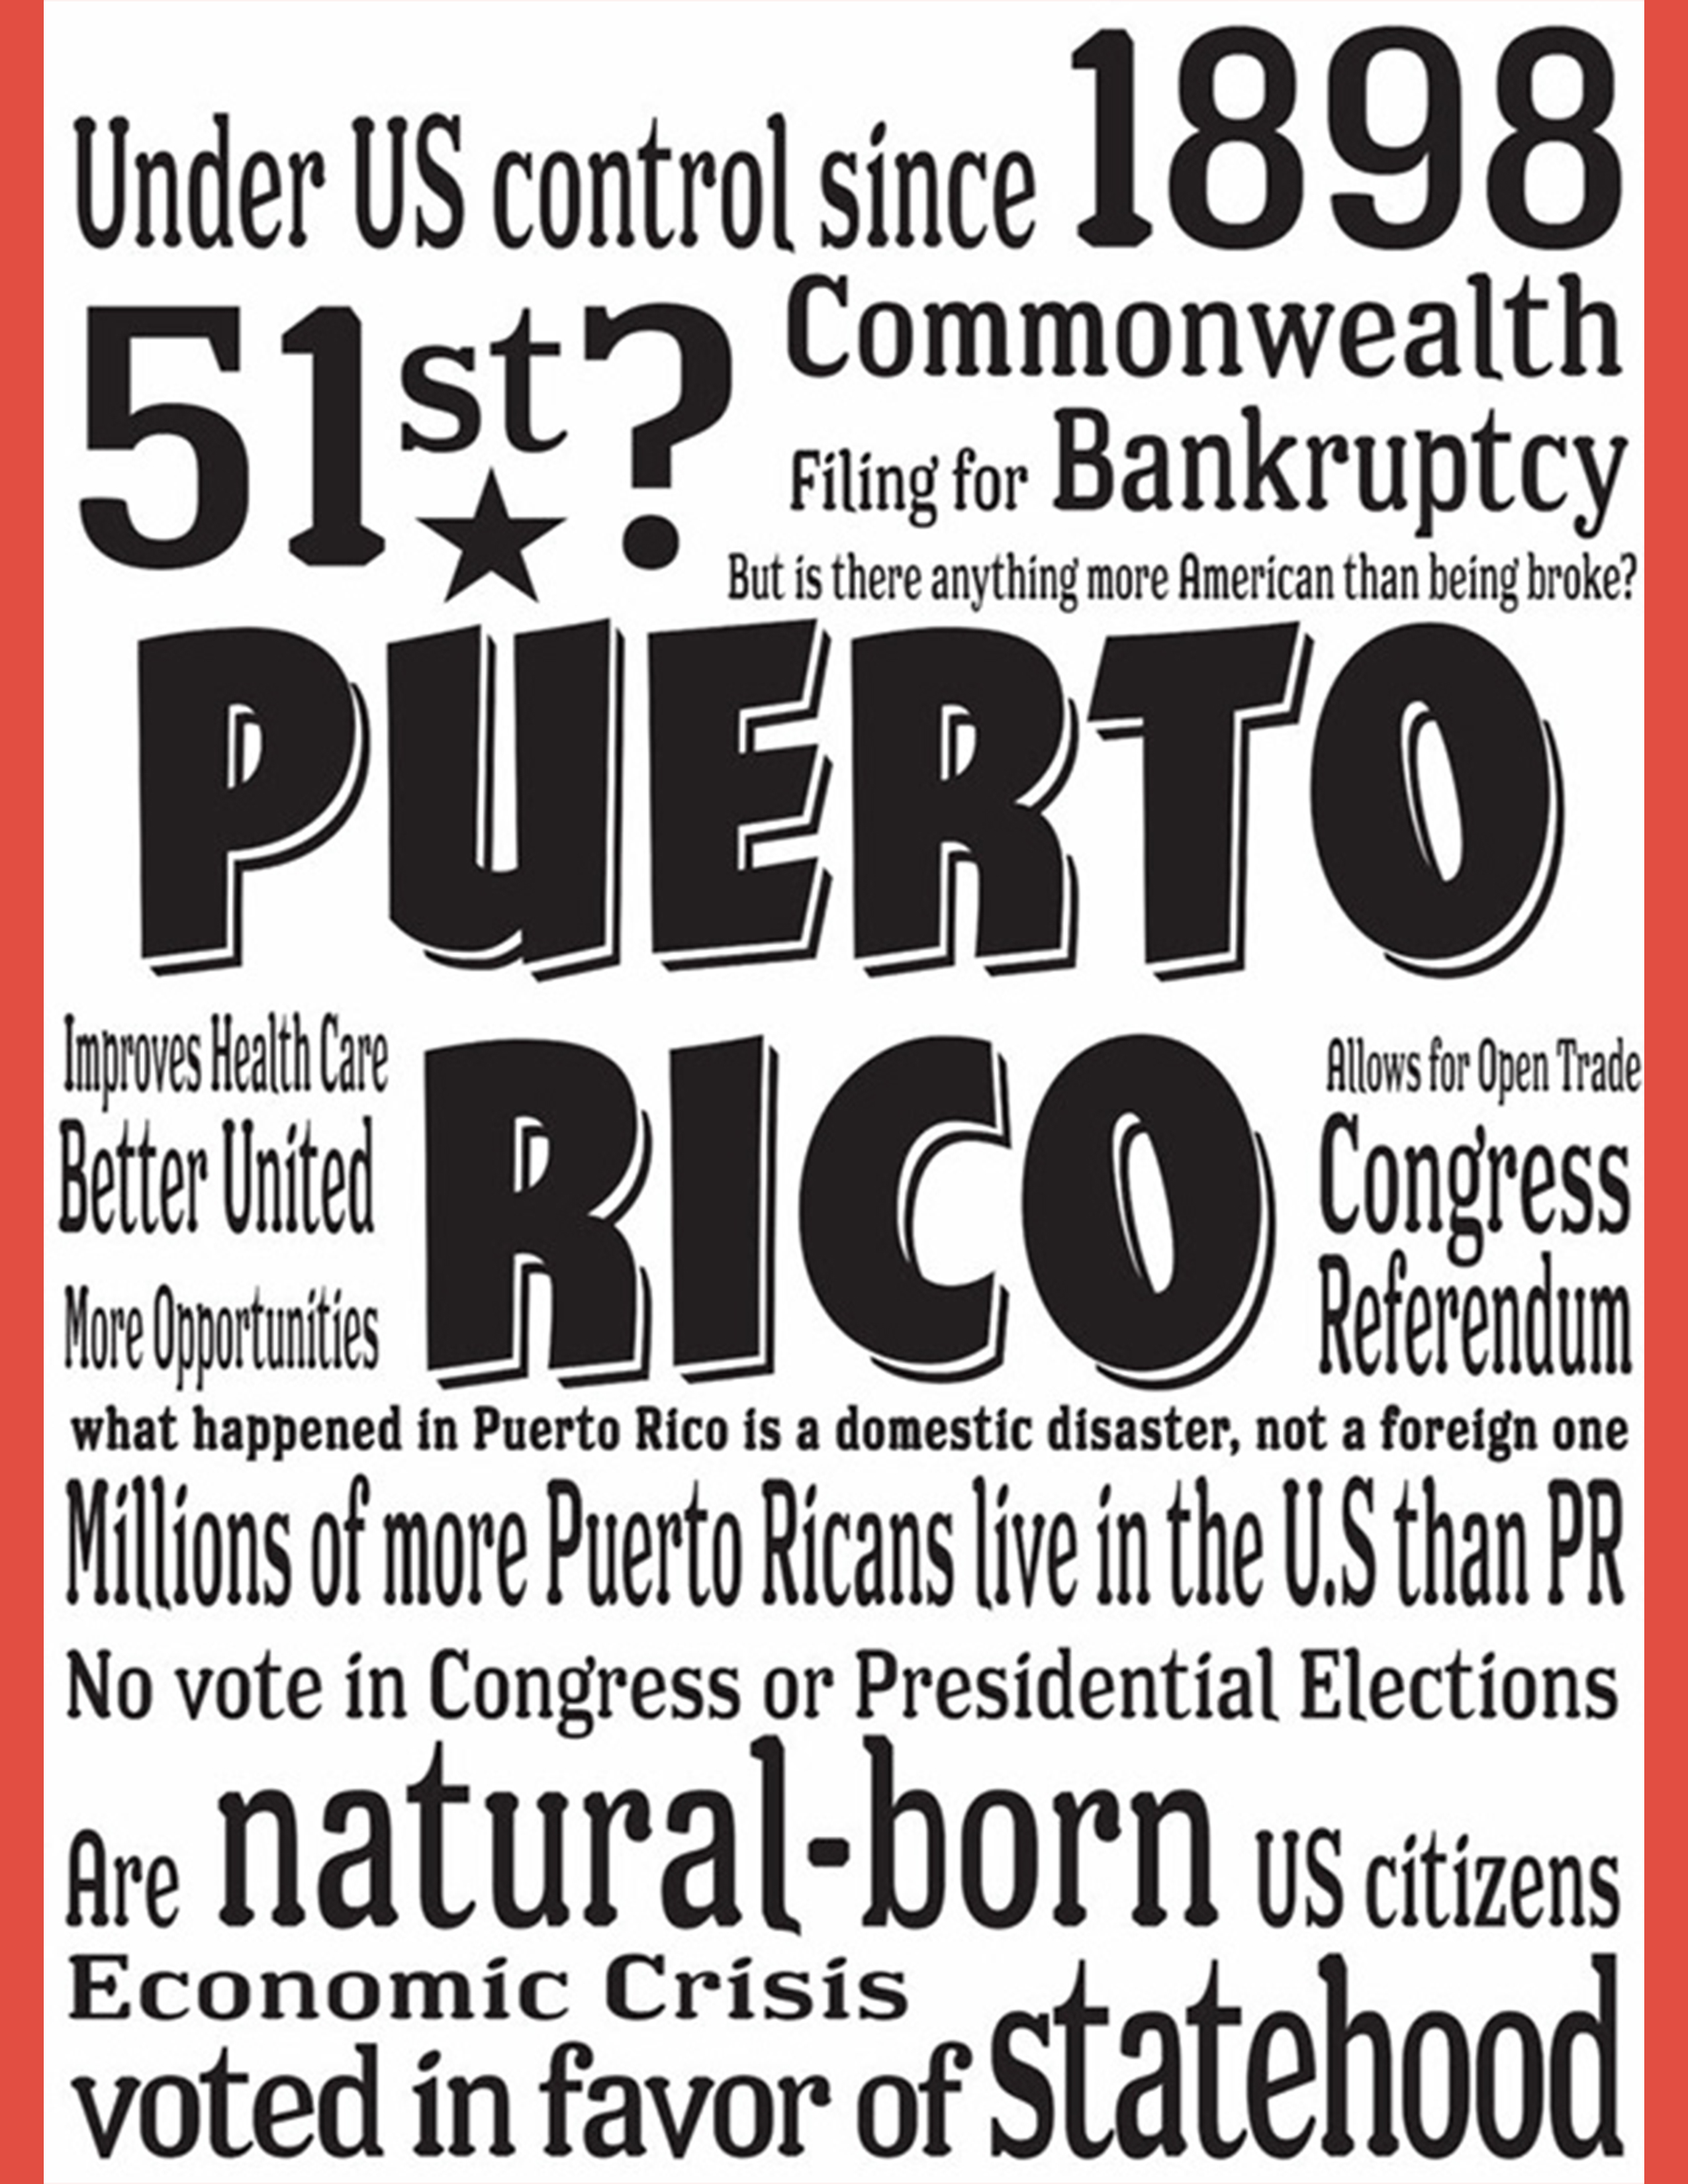 Under US control since 1898
51st?
Commonwealth
Filing for Bankruptcy
But is there anything more American than being broke?
PUERTO
RICO
Improves Health Care
Better United
More Opportunities
Allows for Open Trade
Congress
Referendum
what happened in Puerto Rico is a domestic disaster, not a foreign one
Millions of more Puerto Ricans live in the U.S than PR
No vote in Congress or Presidential Elections
Are natural-born US citizens
Economic Crisis
voted in favor of statehood